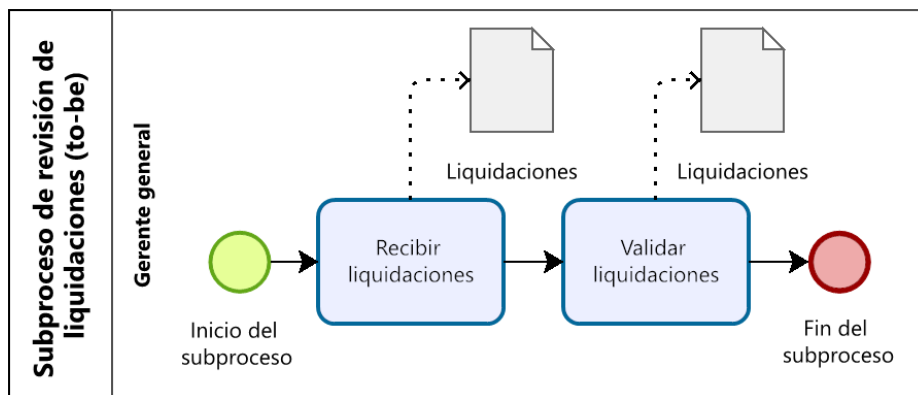 Subproceso de revisión de
liquidaciones (to-be)
Gerente general
Liquidaciones
Liquidaciones
Recibir
liquidaciones
Validar
liquidaciones
Inicio del
subproceso
Fin del
subproceso